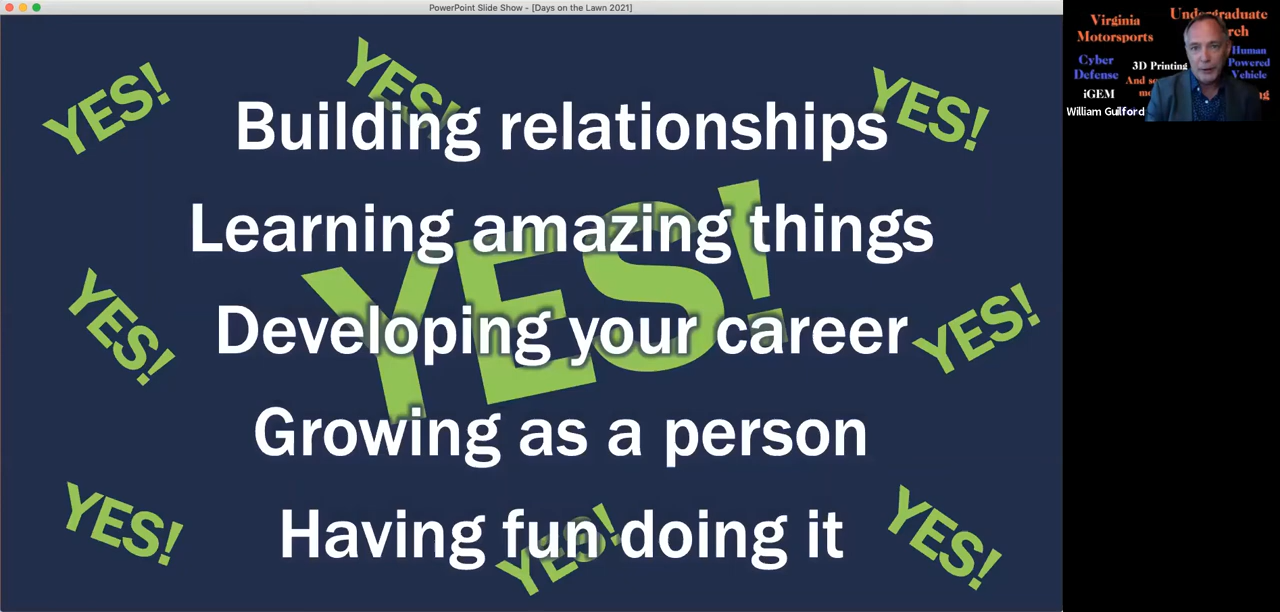 PowerPoint Slide Show - [Days on the Lawn 2021]
YES!
YES!
YES!
Building relationships
Learning amazing things
YES!
Developing your career
YES!
YES!
Growing as a person
YES!
Having fun doing it
YES!
YES!
Virginia
Motorsports
Undergraduate
Cyber
Defense
3D Printing
Human
Powered
Vehicle
iGEM
And
William Guilford